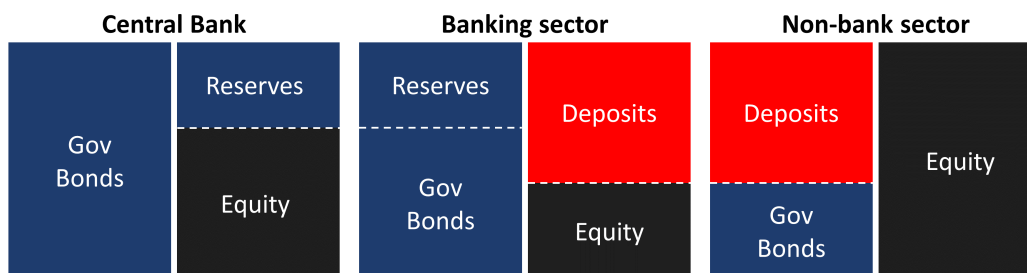 Central Bank
Gov
Bonds
Reserves
Equity
Banking sector
Reserves
Gov
Bonds
Deposits
Equity
Non-bank sector
Deposits
Gov
Bonds
Equity